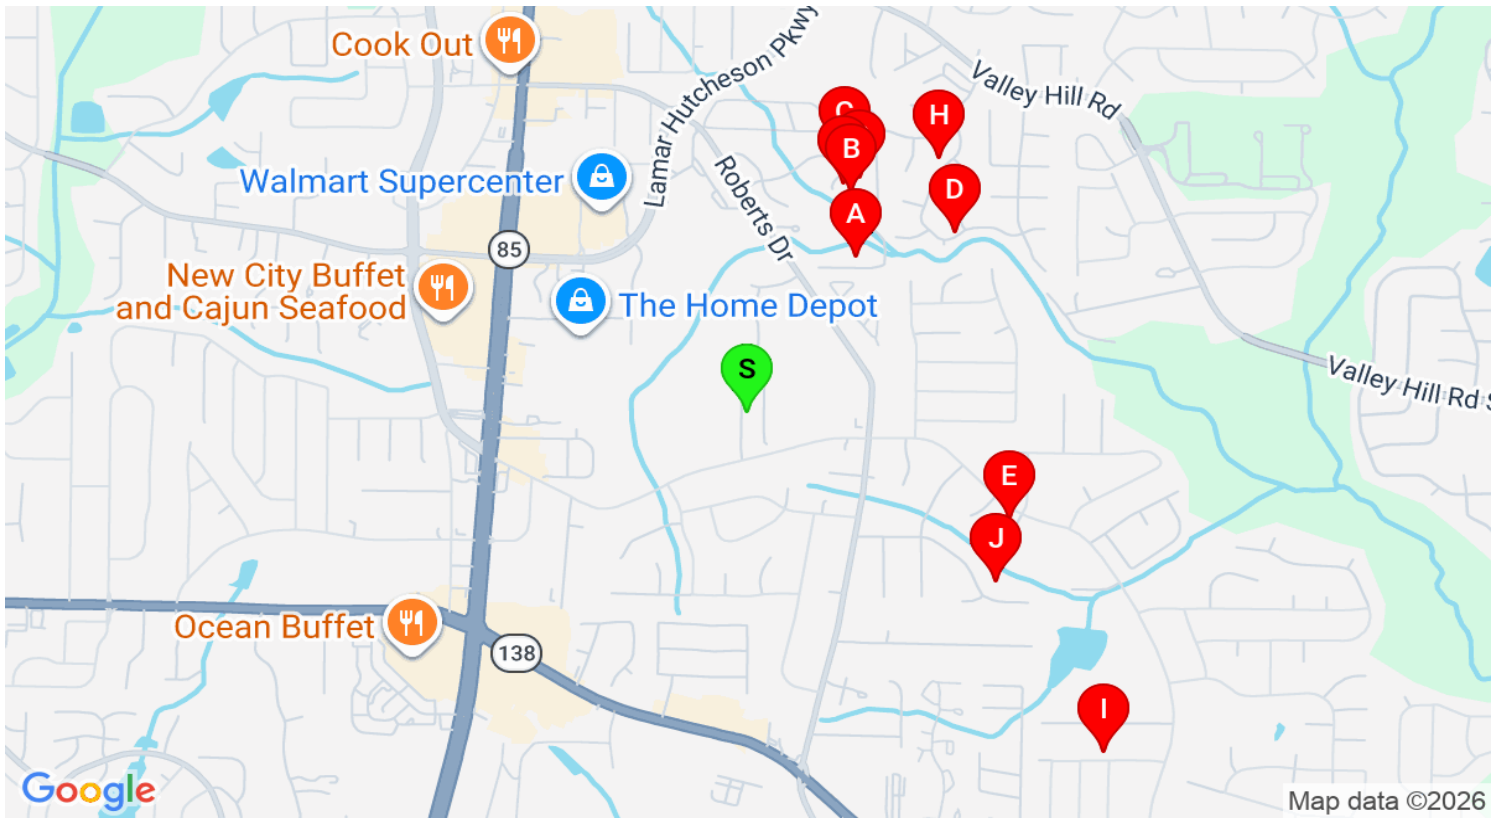 Cook Out
Lamar Hutcheson Pkwy
Valley Hill Rd
C
H
B
Walmart Supercenter
Roberts Dr
D
A
85
New City Buffet
and Cajun Seafood
The Home Depot
S
Valley Hill Rd S
E
J
Ocean Buffet
138
I
Google
Map data ©2026